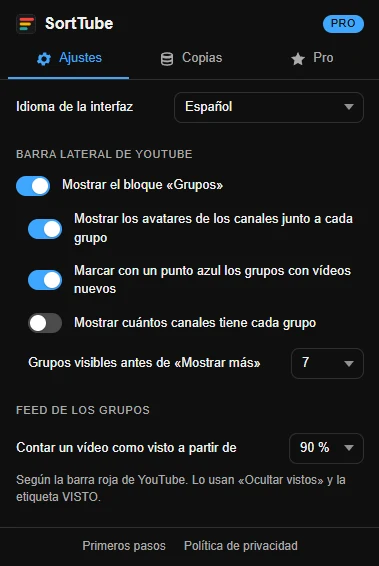 SortTube
PRO
Ajustes
Copias
Pro
Idioma de la interfaz
Español
BARRA LATERAL DE YOUTUBE
Mostrar el bloque «Grupos»
Mostrar los avatares de los canales junto a cada
grupo
Marcar con un punto azul los grupos con vídeos
nuevos
Mostrar cuántos canales tiene cada grupo
Grupos visibles antes de «Mostrar más»
7
FEED DE LOS GRUPOS
Contar un vídeo como visto a partir de
90 %
Según la barra roja de YouTube. Lo usan «Ocultar vistos» y la
etiqueta VISTO.
Primeros pasos
Política de privacidad